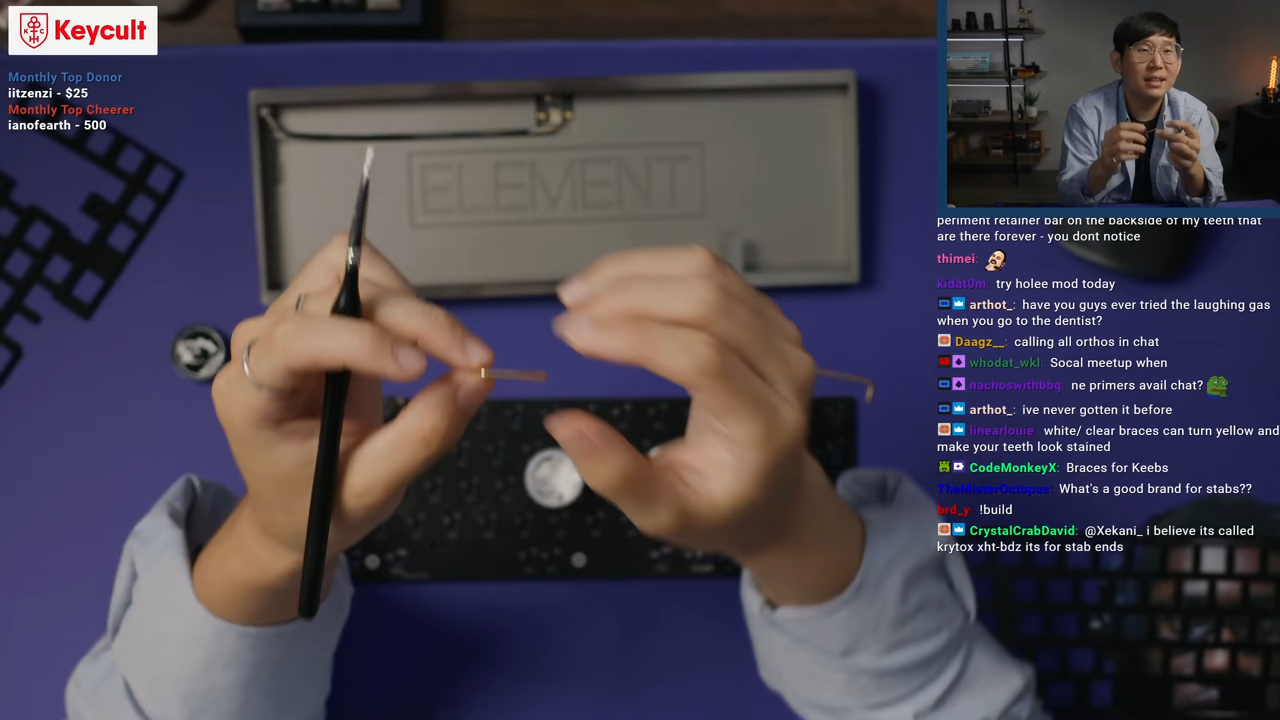 Keycult
Monthly Top Donor
iitzenzi - $25
Monthly Top Cheerer
ianofearth - 500
ELEMENT
periment retainer bar on the backside of my teeth that
are there forever - you dont notice
thimei:
kidat0m: try holee mod today
arthot_: have you guys ever tried the laughing gas
when you go to the dentist?
Daagz__: calling all orthos in chat
whodat_wkl: Socal meetup when
nachoswithbbq: ne primers avail chat?
arthot_: ive never gotten it before
linearlouie: white/ clear braces can turn yellow and
make your teeth look stained
CodeMonkeyX: Braces for Keebs
TheMisterOctopus: What's a good brand for stabs??
brd_y !build
CrystalCrabDavid: @Xekani_ i believe its called
krytox xht-bdz its for stab ends